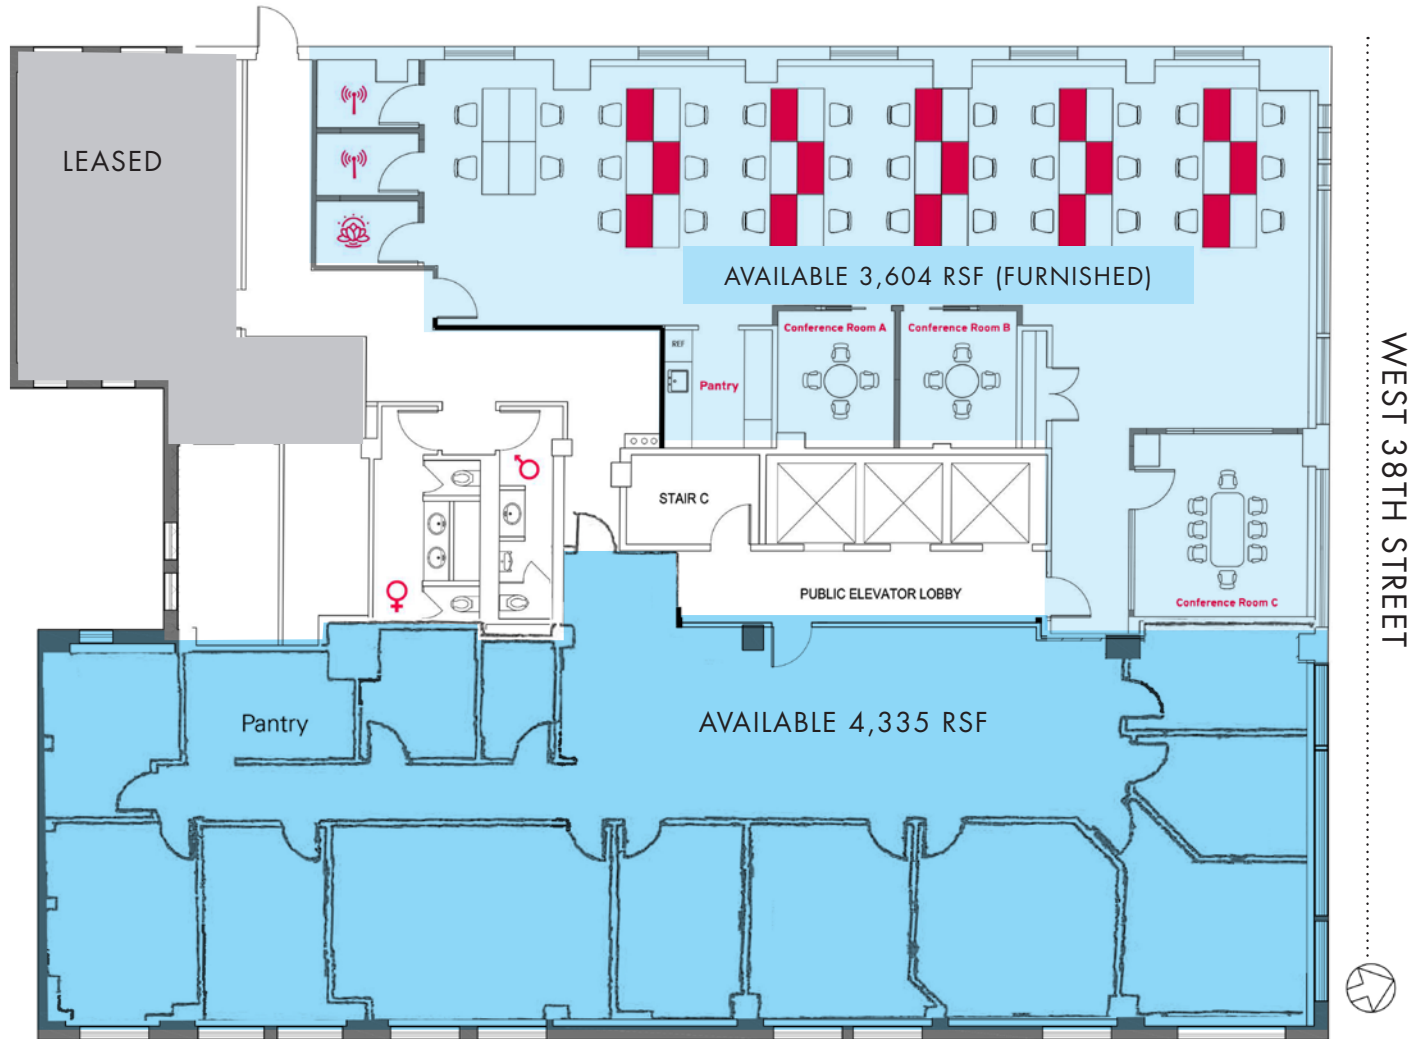 LEASED
AVAILABLE 3,604 RSF (FURNISHED)
Conference Room A
Conference Room B
REF
Pantry
WEST 38TH STREET
STAIR C
PUBLIC ELEVATOR LOBBY
Conference Room C
Pantry
AVAILABLE 4,335 RSF